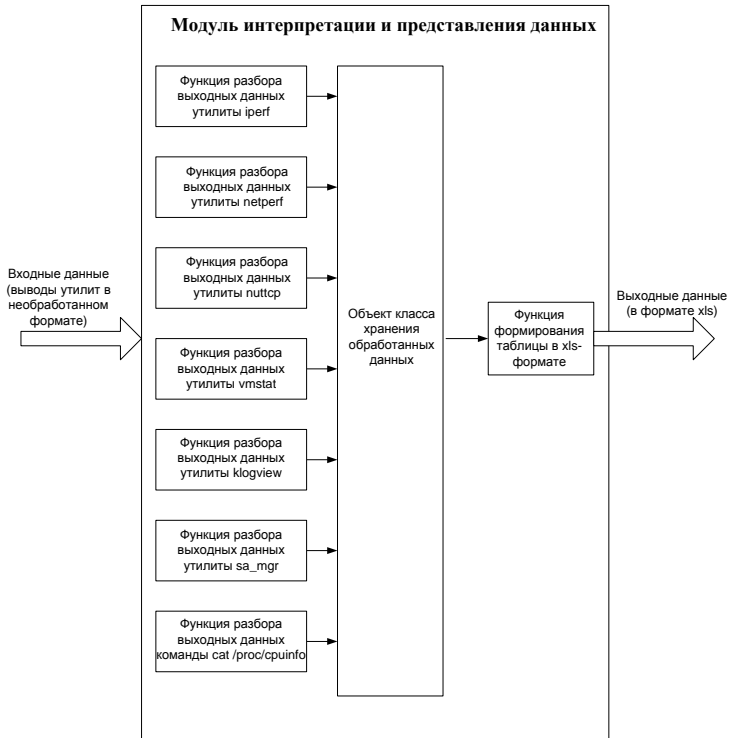 Модуль интерпретации и представления данных
Функция разбора
выходных данных
утилиты iperf
Функция разбора
выходных данных
утилиты netperf
Функция разбора
выходных данных
утилиты nuttcp
Функция разбора
выходных данных
утилиты vmstat
Функция разбора
выходных данных
утилиты klogview
Функция разбора
выходных данных
утилиты sa_mgr
Функция разбора
выходных данных
команды cat /proc/cpuinfo
Входные данные
(выводы утилит в
необработанном
формате)
Объект класса
хранения
обработанных
данных
Функция
формирования
таблицы в xls-
формате
Выходные данные
(в формате xls)